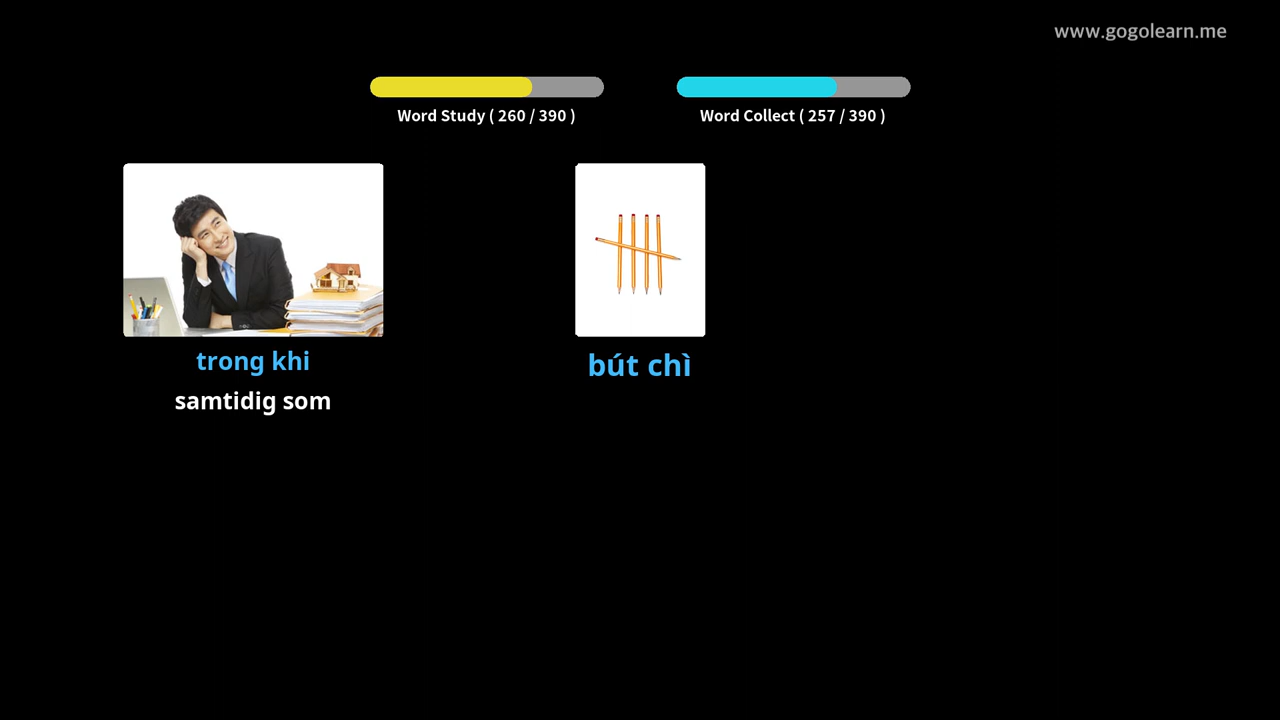 www.gogolearn.me
Word Study ( 260 / 390 )
Word Collect ( 257 / 390 )
trong khi
samtidig som
bút chì